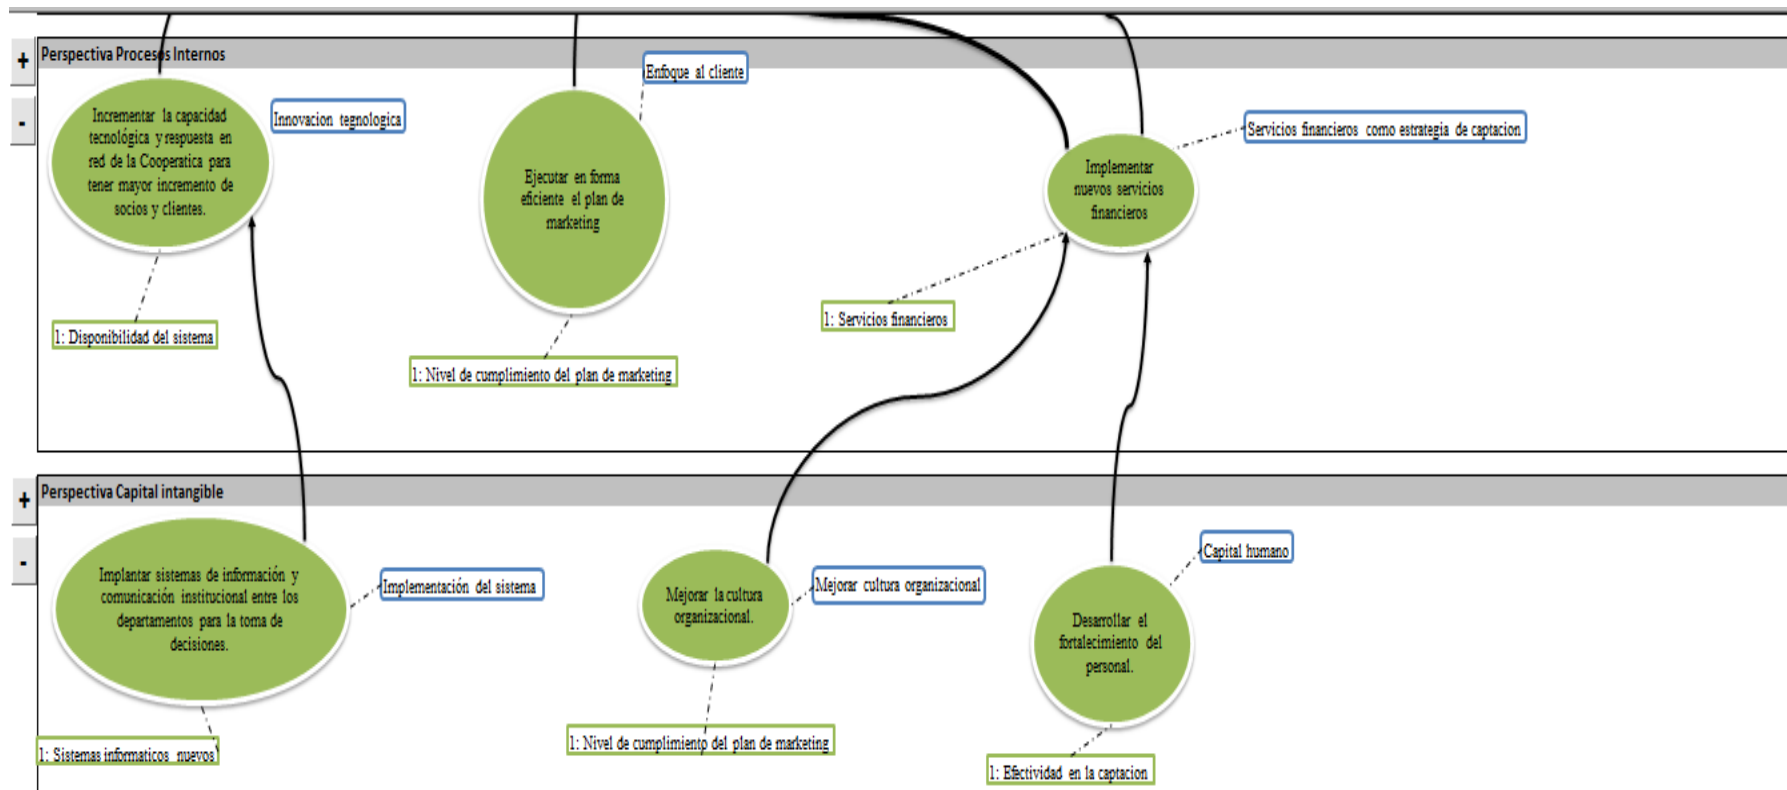 +
-
Perspectiva Procesos Internos
Incrementar la capacidad
tecnológica y respuesta en
red de la Cooperatica para
tener mayor incremento de
socios y clientes.
Innovacion tegnologica
1: Disponibilidad del sistema
Enfoque al cliente
Ejecutar en forma
eficiente el plan de
marketing
1: Nivel de cumplimiento del plan de marketing
Servicios financieros como estrategia de captacion
Implementar
nuevos servicios
financieros
1: Servicios financieros
+
-
Perspectiva Capital intangible
Implantar sistemas de información y
comunicación institucional entre los
departamentos para la toma de
decisiones.
Implementación del sistema
1: Sistemas informaticos nuevos
Mejorar la cultura
organizacional.
Mejorar cultura organizacional
1: Nivel de cumplimiento del plan de marketing
Capital humano
Desarrollar el
fortalecimiento del
personal.
1: Efectividad en la captacion